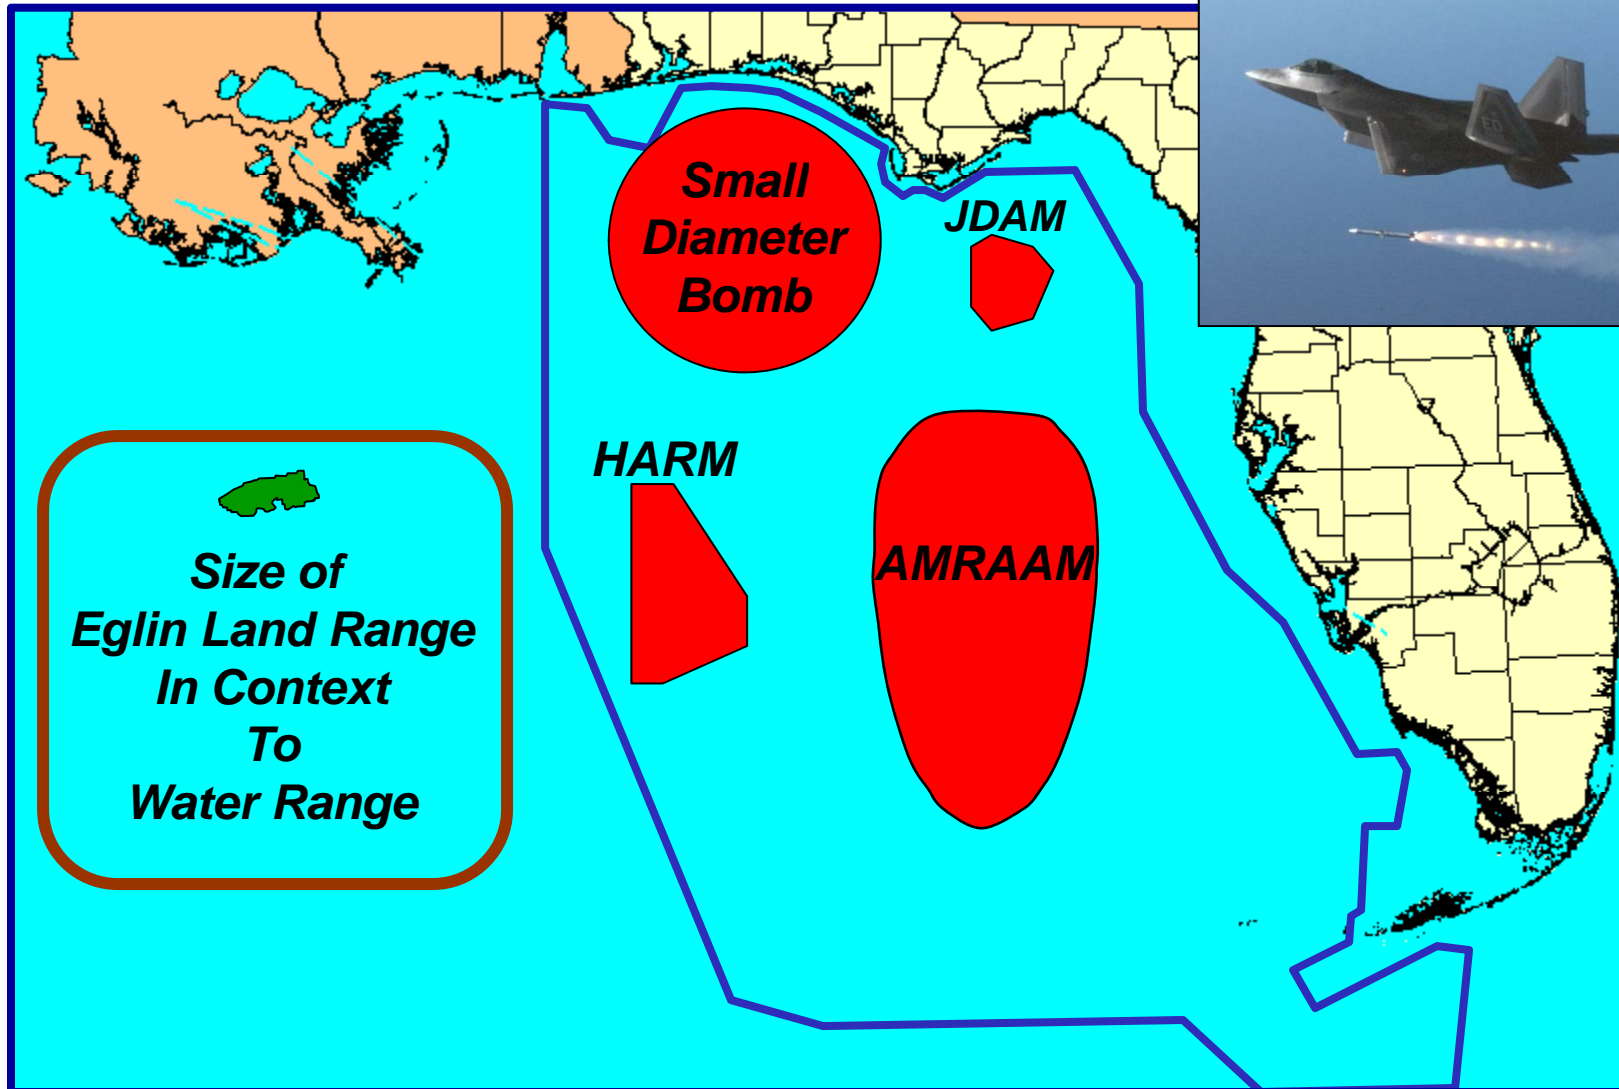 Small
Diameter
Bomb
JDAM
HARM
AMRAAM
Size of
Eglin Land Range
In Context
To
Water Range